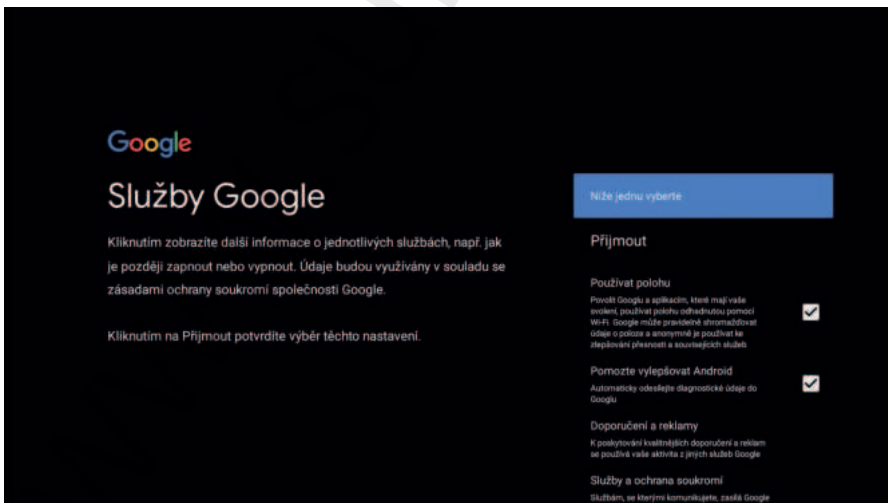 Google
Služby Google
Kliknutím zobrazíte další informace o jednotlivých službách, např. jak
je později zapnout nebo vypnout. Údaje budou využívány v souladu se
zásadami ochrany soukromí společnosti Google.
Kliknutím na Přijmout potvrdíte výběr těchto nastavení.
Níže jednu vyberte
Přijmout
Používat polohu
Povolit Googlu a aplikacím, které mají vaše
svolení, používat polohu odhadnutou pomocí
Wi-Fi. Google může pravidelně shromažďovat
údaje o poloze a anonymně je používat ke
zlepšování přesnosti a souvisejících služeb
Pomozte vylepšovat Android
Automaticky odesílejte diagnostické údaje do
Googlu
Doporučení a reklamy
K poskytování kvalitnějších doporučení a reklam
se používá vaše aktivita z jiných služeb Google
Služby a ochrana soukromí
Službám, se kterými komunikujete, zasílá Google